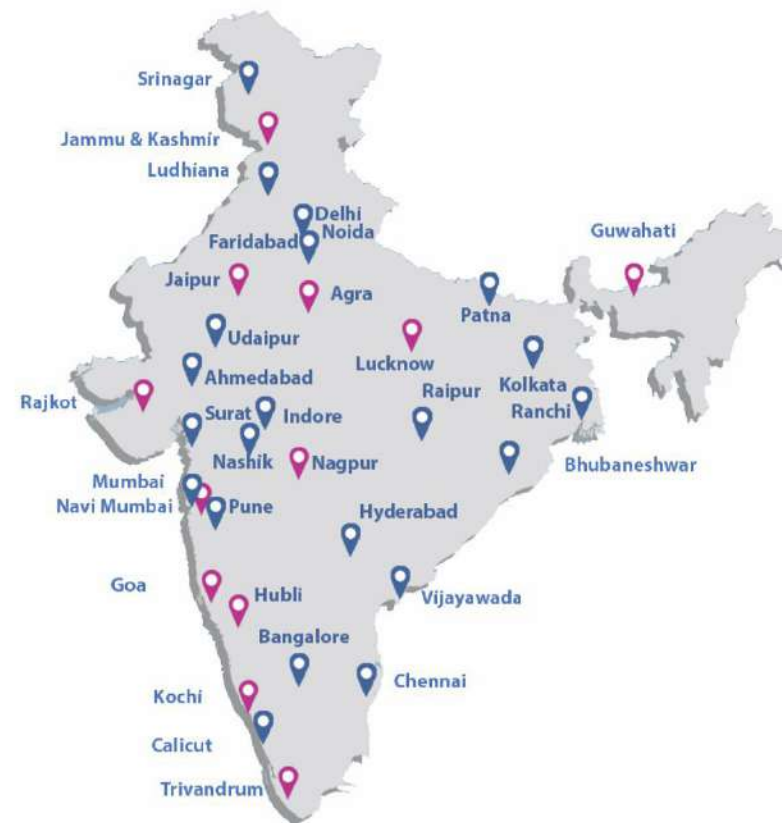 Srinagar
Jammu & Kashmir
Ludhiana
Delhi
Noida
Faridabad
Guwahati
Jaipur
Agra
Patna
Udaipur
Lucknow
Kolkata
Ahmedabad
Rajkot
Surat
Indore
Raipur
Ranchi
Nashik
Nagpur
Bhubaneshwar
Mumbai
Navi Mumbai
Pune
Hyderabad
Goa
Hubli
Vijayawada
Bangalore
Chennai
Kochi
Calicut
Trivandrum